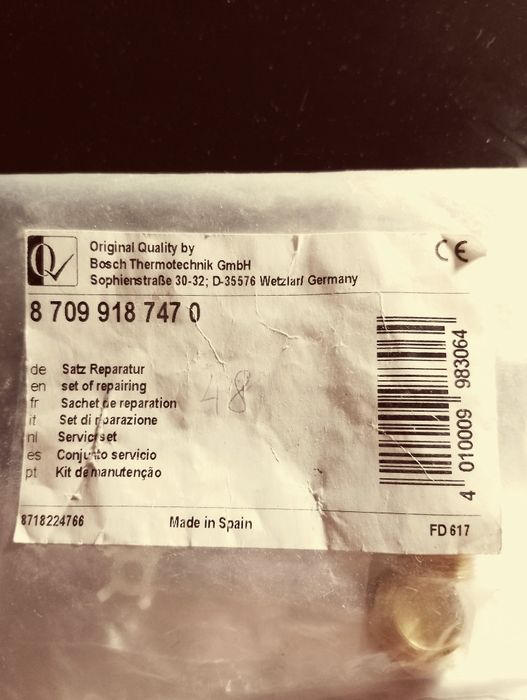 Original Quality by
Bosch Thermotechnik GmbH
Sophienstraße 30-32; D-35576 Wetzlar/ Germany
CE
8 709 918 747 0
de Satz Reparatur
en set of repairing
fr Sachet de reparation
it Set di riparazione
nl Service set
es Conjunto servicio
pt Kit de manutenção
48
4 010009 983064
8718224766
Made in Spain
FD 617